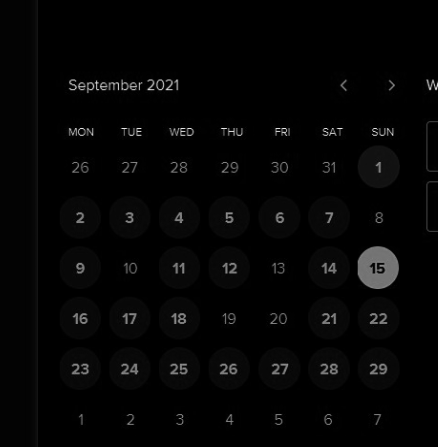 September 2021 < > W
MON TUE WED THU FRI SAT SUN
26 27 28 29 30 31 1
2 3 4 5 6 7 8
9 10 11 12 13 14 15
16 17 18 19 20 21 22
23 24 25 26 27 28 29
1 2 3 4 5 6 7